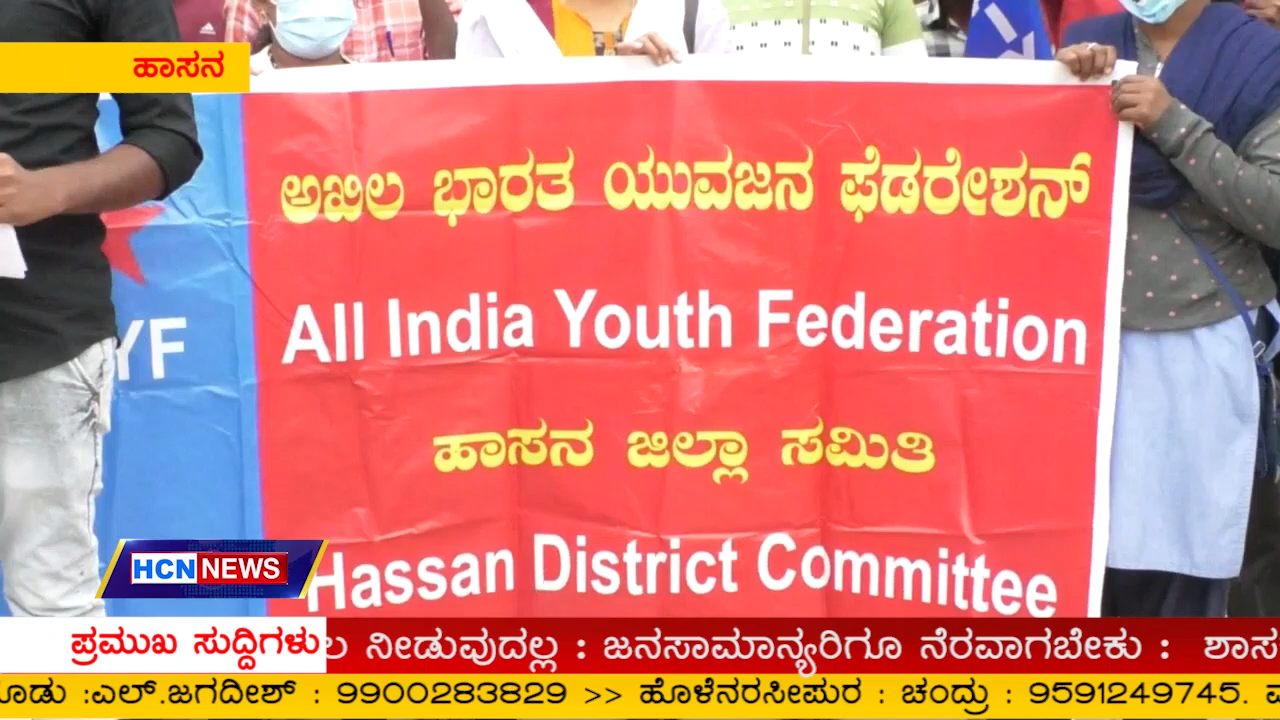 ಹಾಸನ
ಅಖಿಲ ಭಾರತ ಯುವಜನ ಫೆಡರೇಶನ್
All India Youth Federation
YF
ಹಾಸನ ಜಿಲ್ಲಾ ಸಮಿತಿ
Hassan District Committee
HCN NEWS
ಪ್ರಮುಖ ಸುದ್ದಿಗಳು
ನೀಡುವುದಲ್ಲ : ಜನಸಾಮಾನ್ಯರಿಗೂ ನೆರವಾಗಬೇಕು :
:ಎಲ್.ಜಗದೀಶ್ : 9900283829 >> ಹೊಳೆನರಸೀಪುರ : ಚಂದ್ರು : 9591249745.